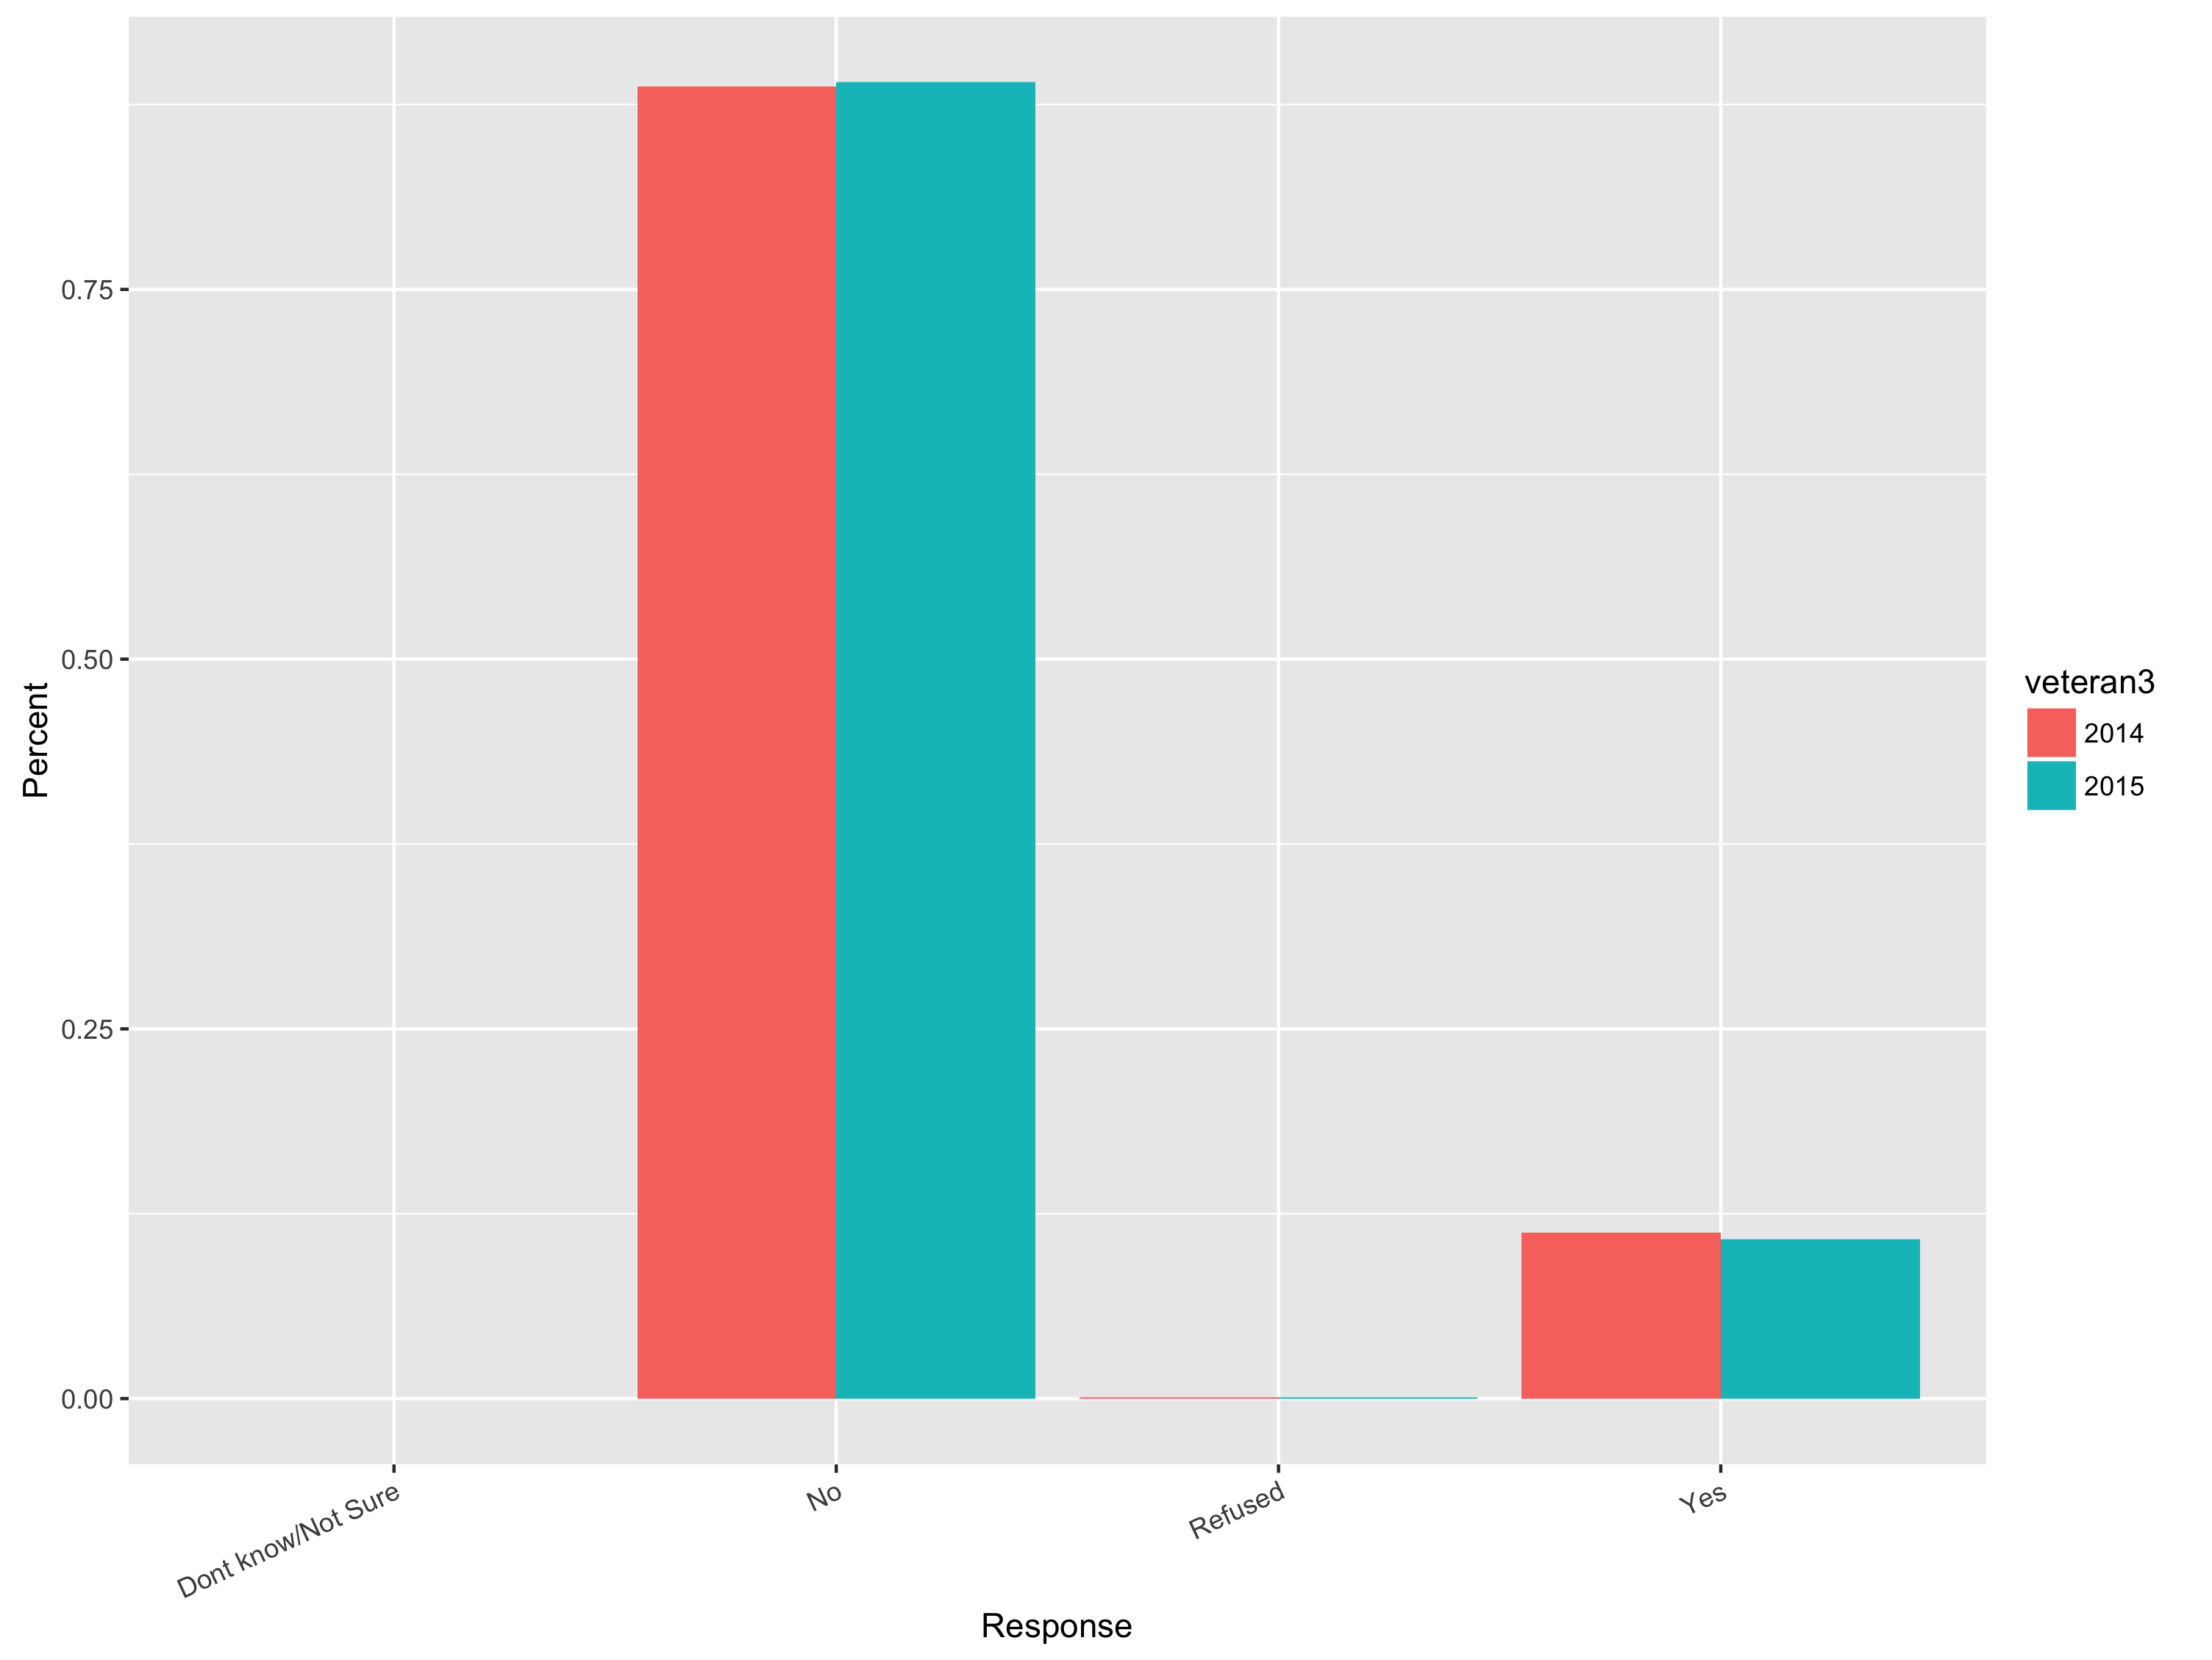 0.75
0.50
0.25
0.00
Percent
Dont know/Not Sure
No
Refused
Yes
Response
veteran3
2014
2015